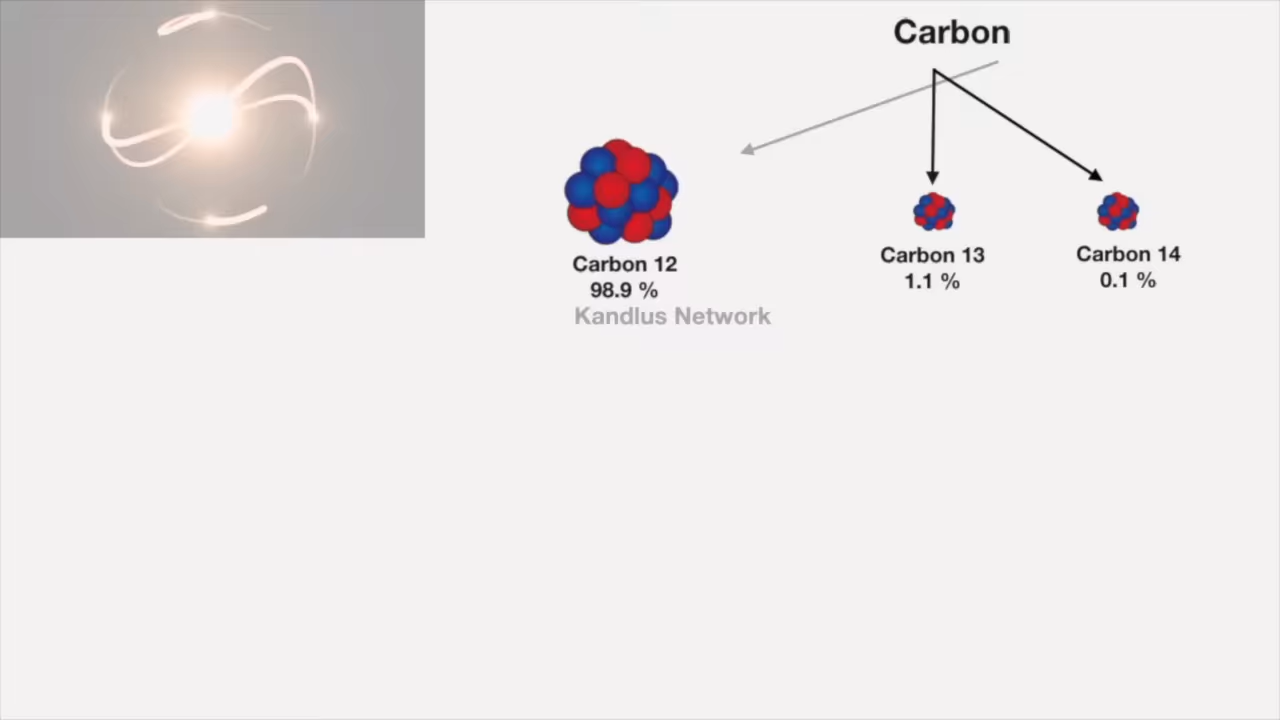 Carbon
Carbon 12
98.9 %
Carbon 13
1.1 %
Carbon 14
0.1 %
Kandlus Network